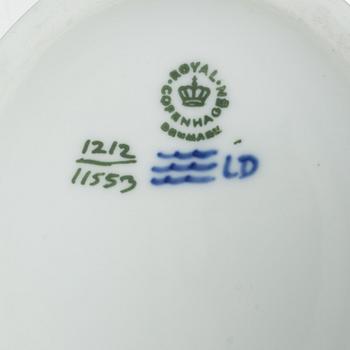 ROYAL
COPENHAGEN
DENMARK
1212
11553
LD